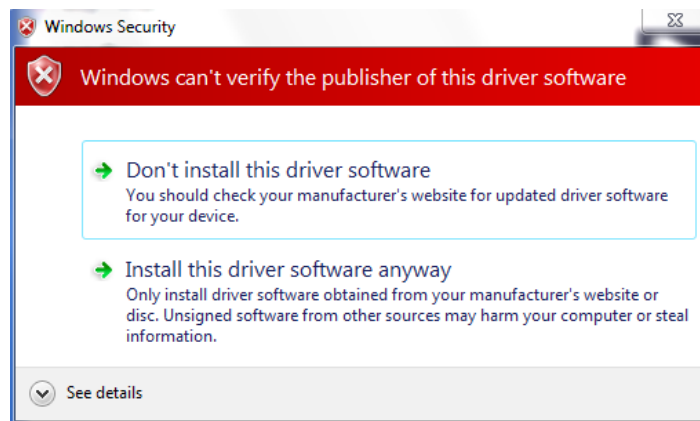 Windows Security
Windows can't verify the publisher of this driver software
Don't install this driver software
You should check your manufacturer's website for updated driver software
for your device.
Install this driver software anyway
Only install driver software obtained from your manufacturer's website or
disc. Unsigned software from other sources may harm your computer or steal
information.
See details